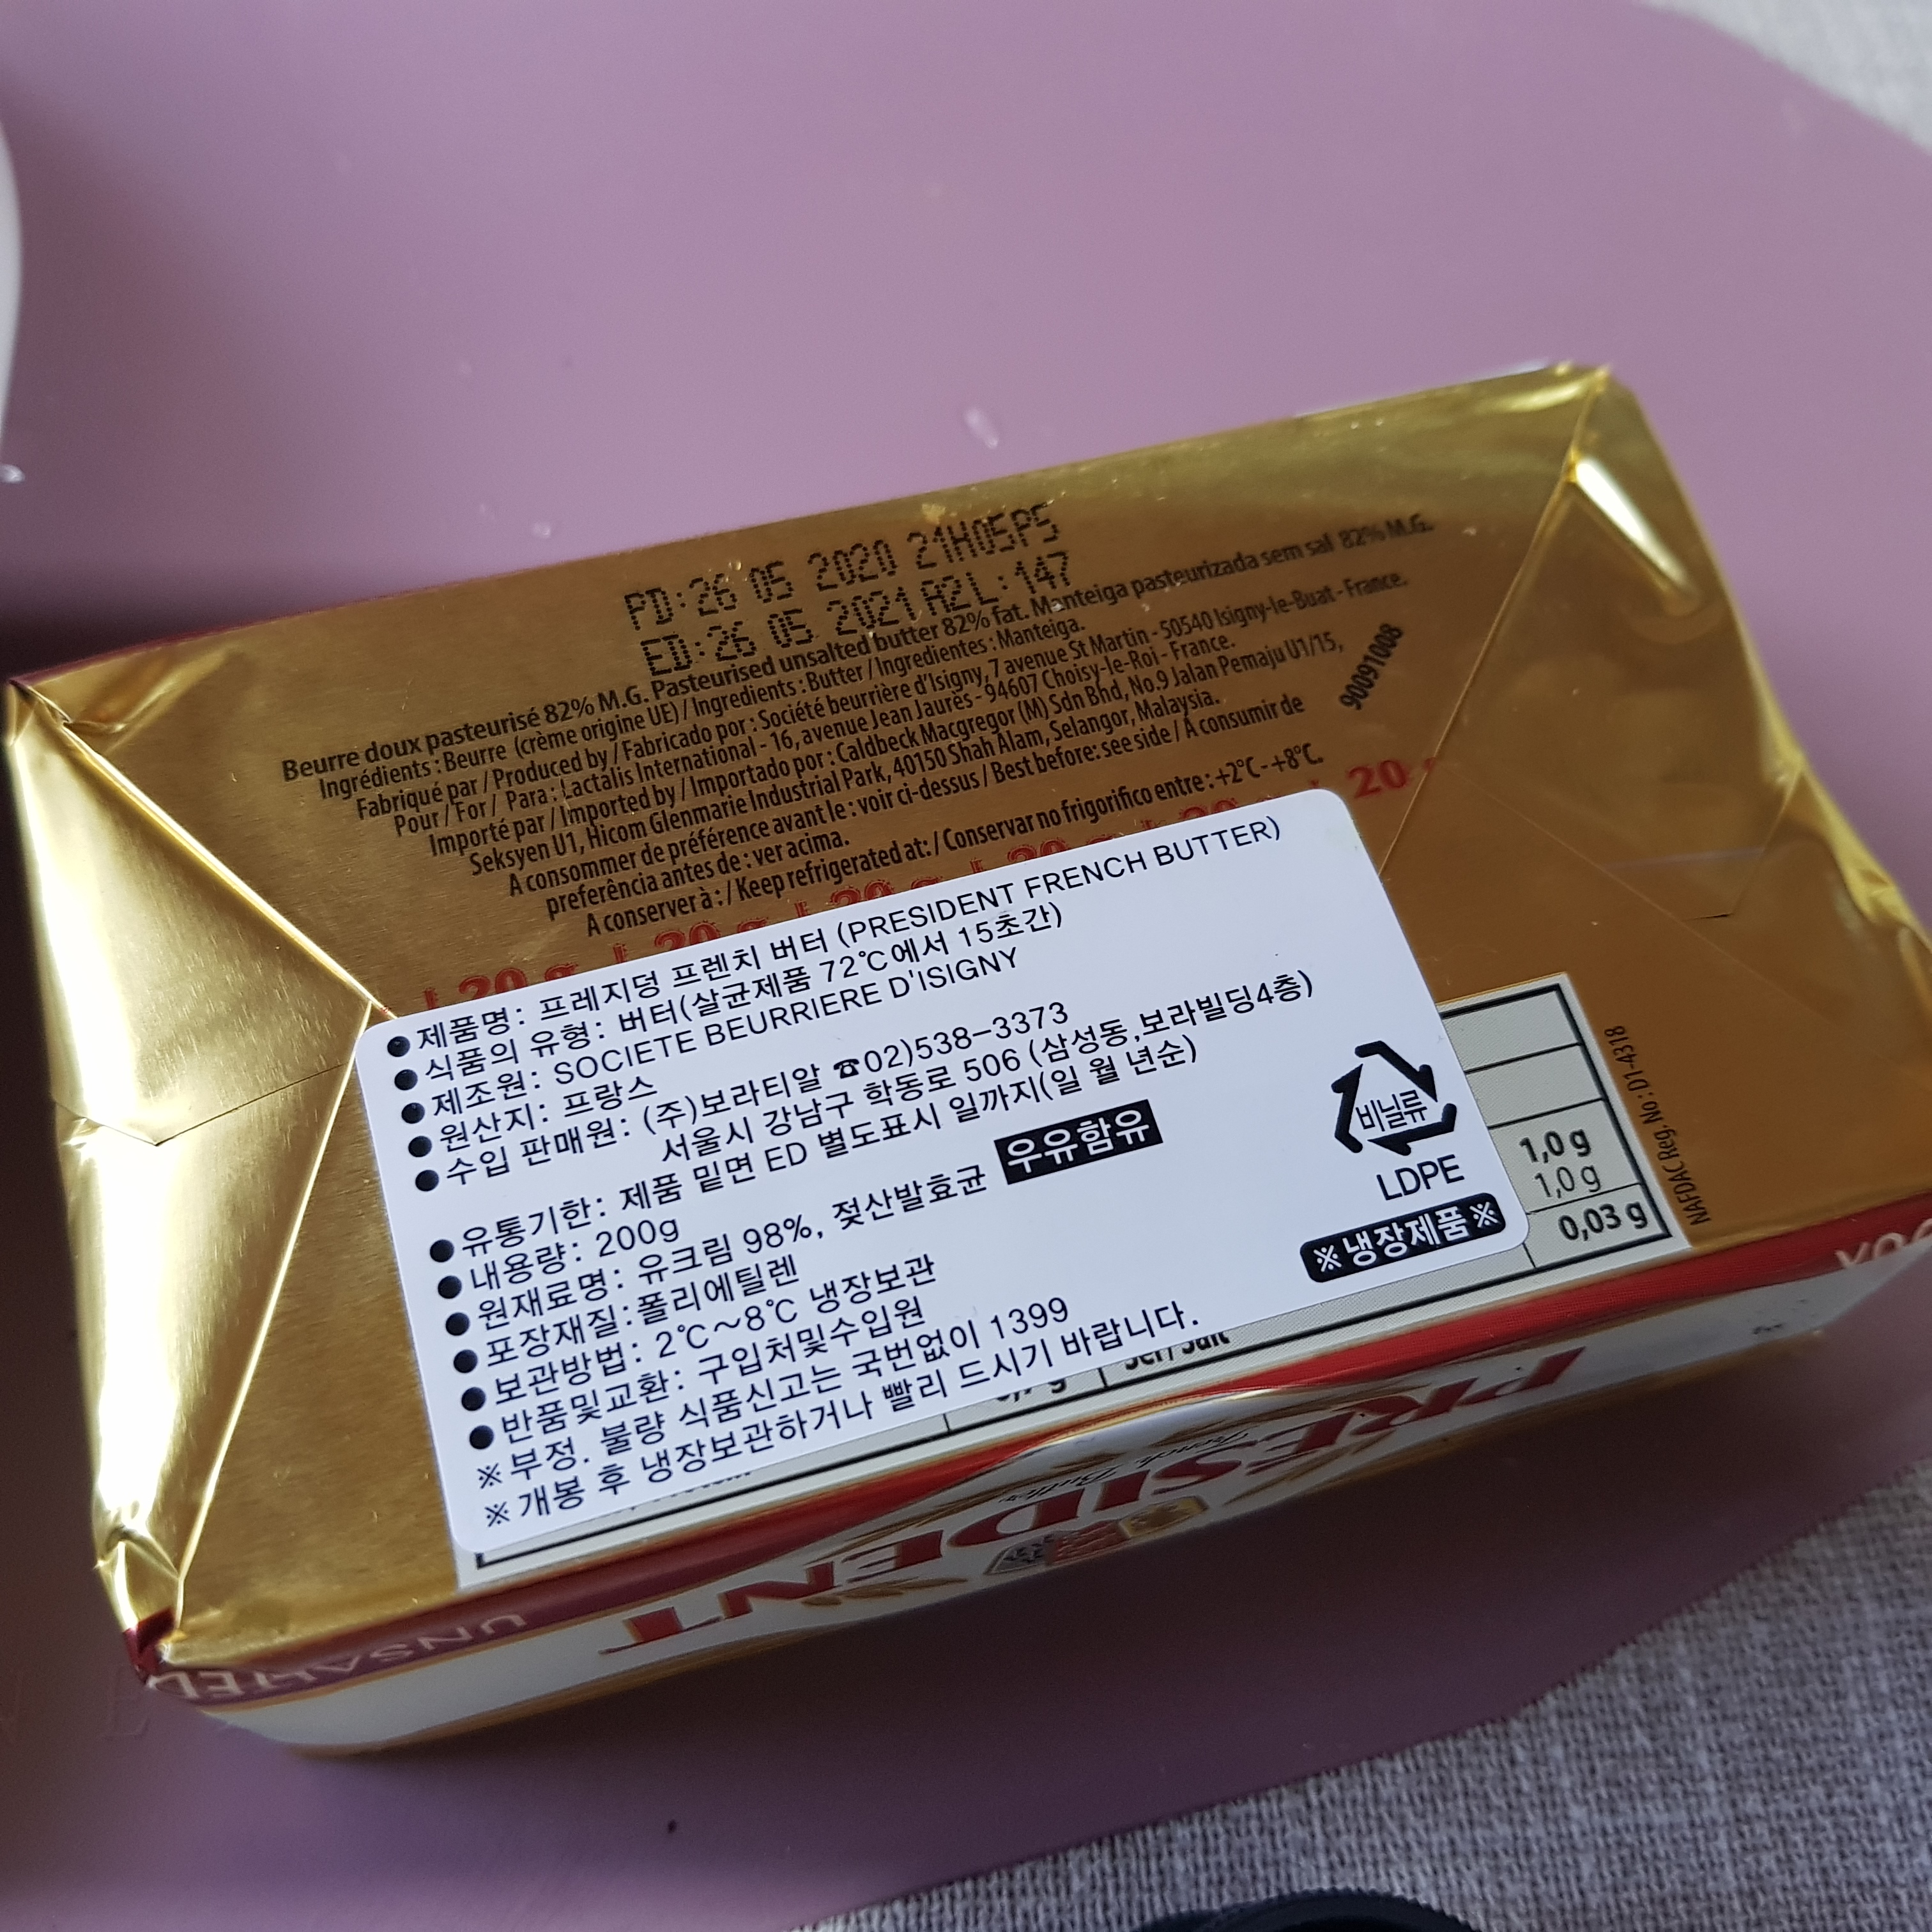 PD:26 05 2020 21H05P5
ED:26 05 2021 A2L:147
Beurre doux pasteurisé 82% M.G. Pasteurised unsalted butter 82% fat. Manteiga pasteurizada sem sal 82% M.G.
Ingrédients : Beurre (crème origine UE) / Ingredients : Butter / Ingredientes : Manteiga.
Fabriqué par / Produced by / Fabricado por : Société beurrière d'Isigny, 7 avenue St Martin - 50540 Isigny-le-Buat - France.
Pour / For / Para : Lactalis International - 16, avenue Jean Jaurès - 94607 Choisy-le-Roi - France.
Importé par / Imported by / Importado por : Caldbeck Macgregor (M) Sdn Bhd, No.9 Jalan Pemaju U1/15,
Seksyen U1, Hicom Glenmarie Industrial Park, 40150 Shah Alam, Selangor, Malaysia.
A consommer de préférence avant le : voir ci-dessus / Best before: see side / A consumir de
preferência antes de : ver acima.
A conserver à : / Keep refrigerated at: / Conservar no frigorifico entre : +2°C - +8°C.
90091008
20 g 20 g 20 g 20 g 20
● 제품명: 프레지덩 프렌치 버터 (PRESIDENT FRENCH BUTTER)
● 식품의 유형: 버터(살균제품 72℃에서 15초간)
● 제조원: SOCIETE BEURRIERE D'ISIGNY
● 원산지: 프랑스
● 수입 판매원: (주)보라티알 ☎02)538-3373
서울시 강남구 학동로 506 (삼성동,보라빌딩4층)
● 유통기한: 제품 밑면 ED 별도표시 일까지(일 월 년순)
● 내용량: 200g
● 원재료명: 유크림 98%, 젖산발효균 우유함유
● 포장재질:폴리에틸렌
● 보관방법: 2℃~8℃ 냉장보관
● 반품및교환: 구입처및수입원
※ 부정. 불량 식품신고는 국번없이 1399
※ 개봉 후 냉장보관하거나 빨리 드시기 바랍니다.
비닐류
LDPE
※냉장제품※
1,0 g
1,0 g
0,03 g
NAFDAC Reg. No : D1-4318
Sel / Salt
PRESIDENT
French Butter
UNSALTED